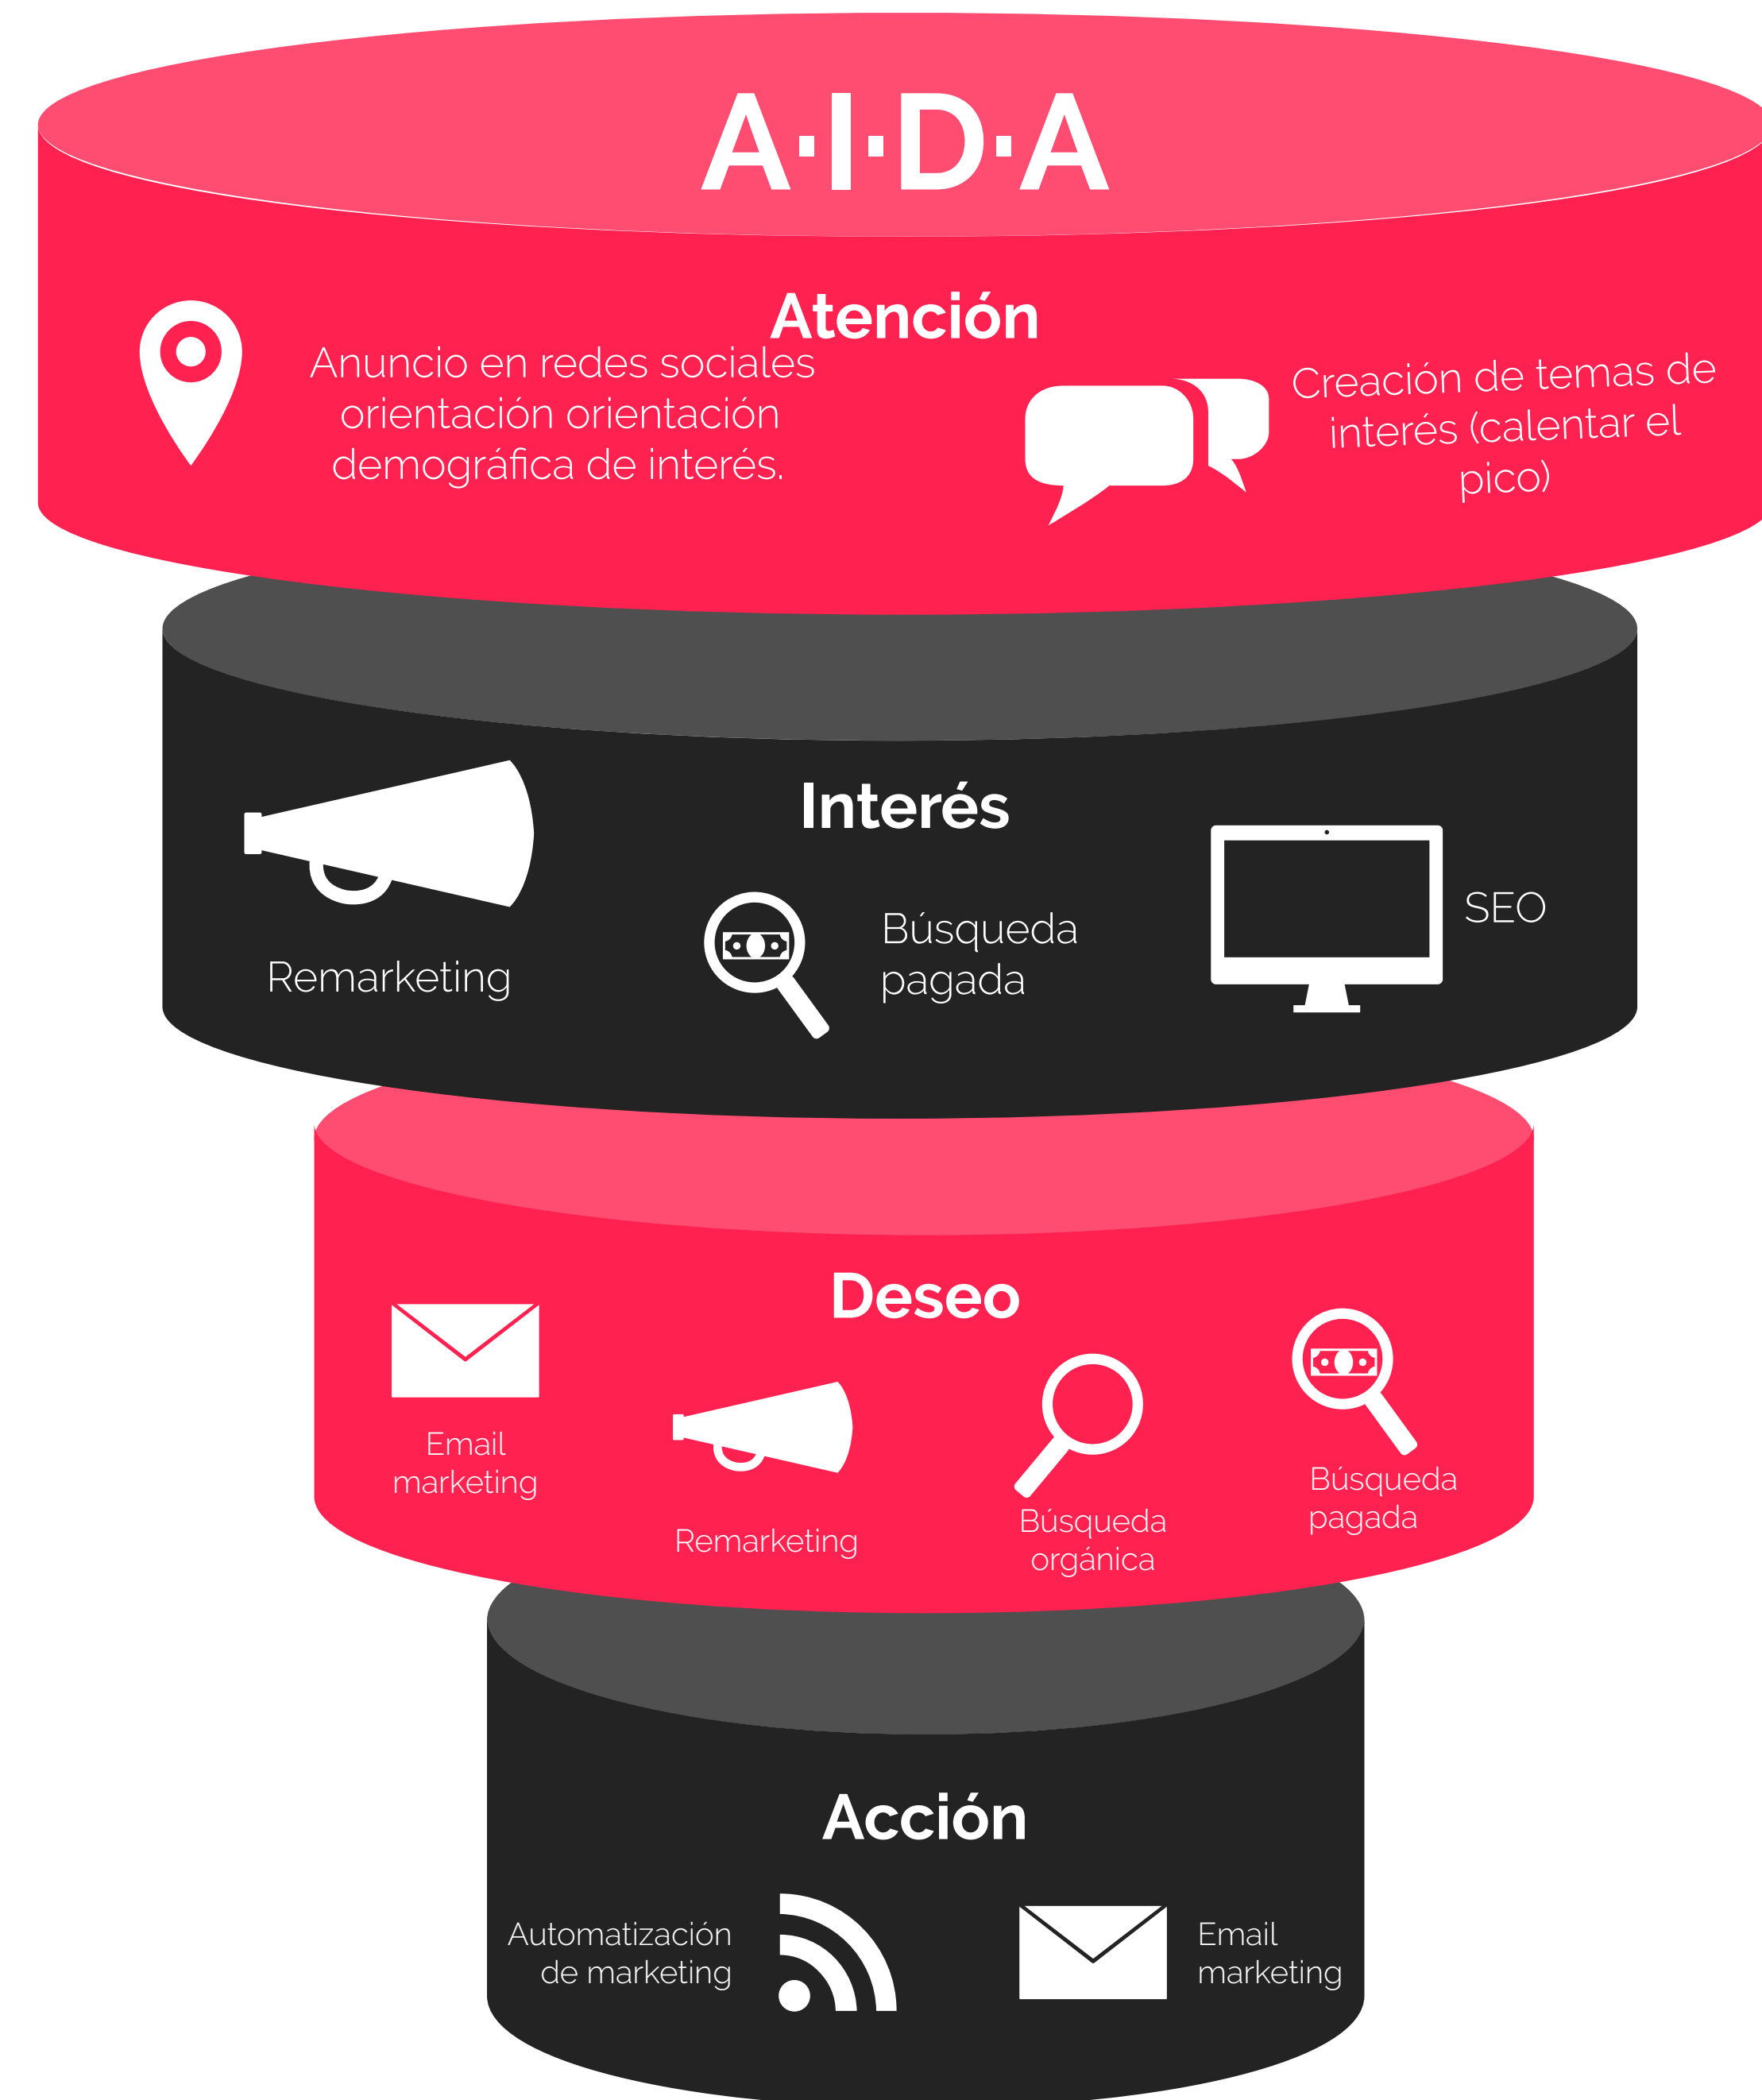 A·I·D·A
Atención
Anuncio en redes sociales
orientación orientación
demográfica de interés.
Creación de temas de
interés (calentar el
pico)
Interés
Remarketing
Búsqueda
pagada
SEO
Deseo
Email
marketing
Remarketing
Búsqueda
orgánica
Búsqueda
pagada
Acción
Automatización
de marketing
Email
marketing